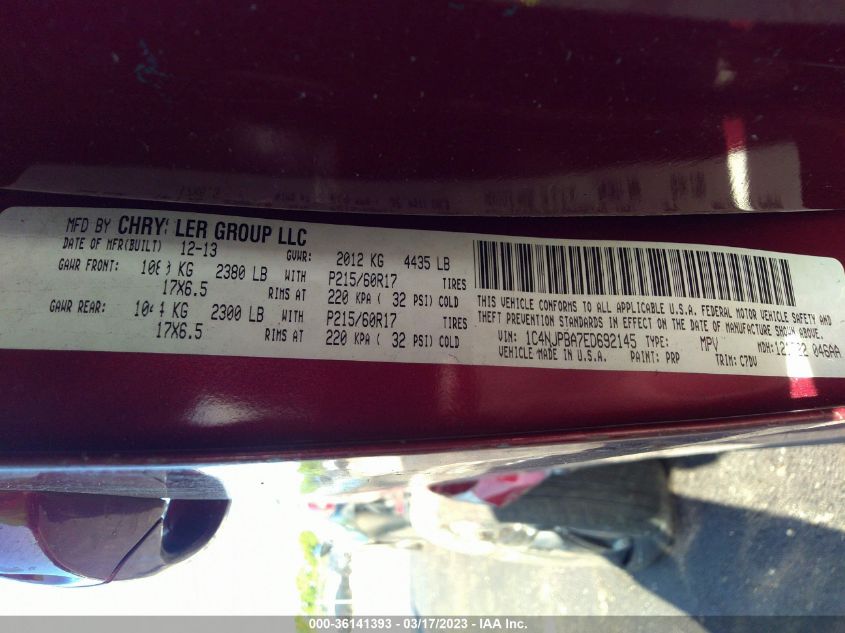 MFD BY CHRY LER GROUP LLC
DATE OF MFR(BUILT) 12-13 GVWR: 2012 KG 4435 LB
GAWR FRONT: KG 2380 LB WITH P215/60R17 TIRES
17X6.5 RIMS AT 220 KPA ( 32 PSI) COLD
GAWR REAR: KG 2300 LB WITH P215/60R17 TIRES
17X6.5 RIMS AT 220 KPA ( 32 PSI) COLD
THIS VEHICLE CONFORMS TO ALL APPLICABLE U.S.A. FEDERAL MOTOR VEHICLE SAFETY AND
THEFT PREVENTION STANDARDS IN EFFECT ON THE DATE OF MANUFACTURE SHOWN ABOVE.
VIN: 1C4NJPBA7ED692145 TYPE: MPV MDH: 046AA
VEHICLE MADE IN U.S.A. PAINT: PRP TRIM: C7DV
000-36141393 - 03/17/2023 - IAA Inc.